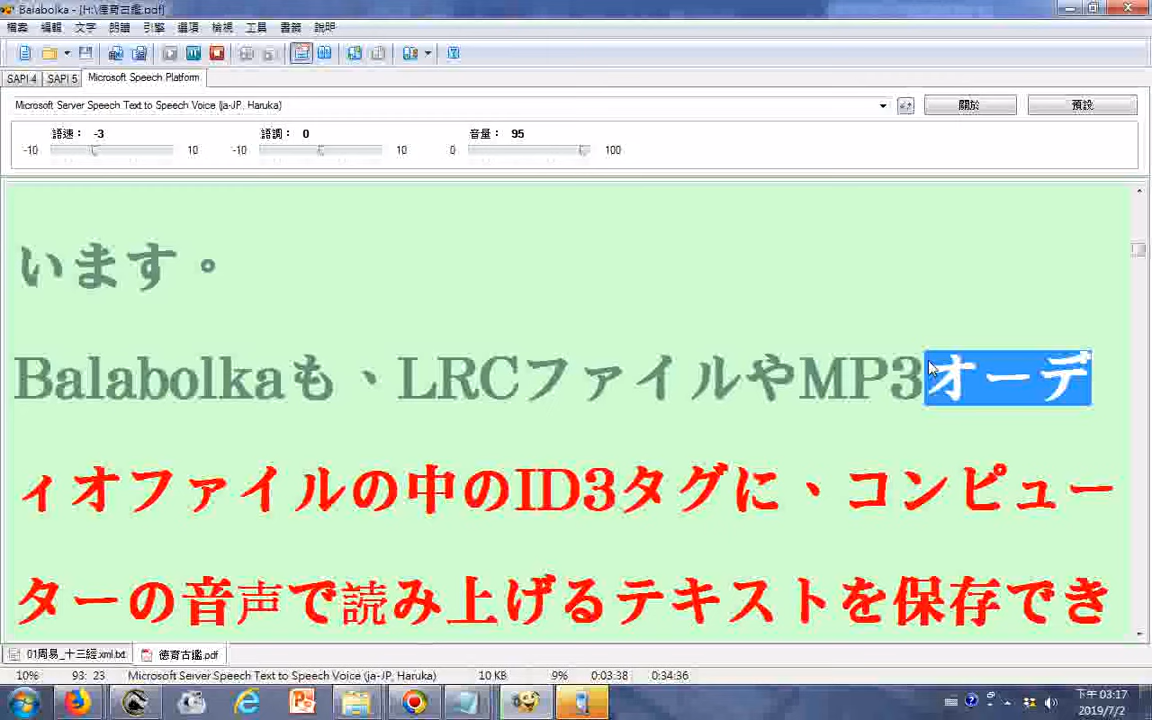 Balabolka - [H:\德育古鑑.pdf]
檔案 編輯 文字 朗讀 引擎 選項 檢視 工具 書籤 說明
SAPI 4 SAPI 5 Microsoft Speech Platform
Microsoft Server Speech Text to Speech Voice (ja-JP, Haruka) 關於 預設
語速： -3 語調： 0 音量： 95
-10 10 -10 10 0 100
います。
Balabolkaも、LRCファイルやMP3オーデ
ィオファイルの中のID3タグに、コンピュー
ターの音声で読み上げるテキストを保存でき
01周易_十三經.xml.txt 德育古鑑.pdf
10% 93: 23 Microsoft Server Speech Text to Speech Voice (ja-JP, Haruka) 10 KB 9% 0:03:38 0:34:36
下午 03:17
2019/7/2